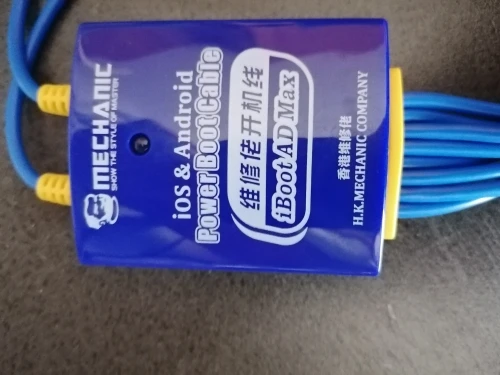 MECHANIC
SHOW THE STYLE OF MASTER
iOS & Android
Power Boot Cable
维修佬开机线
iBoot AD Max
香港维修佬
H.K.MECHANIC COMPANY